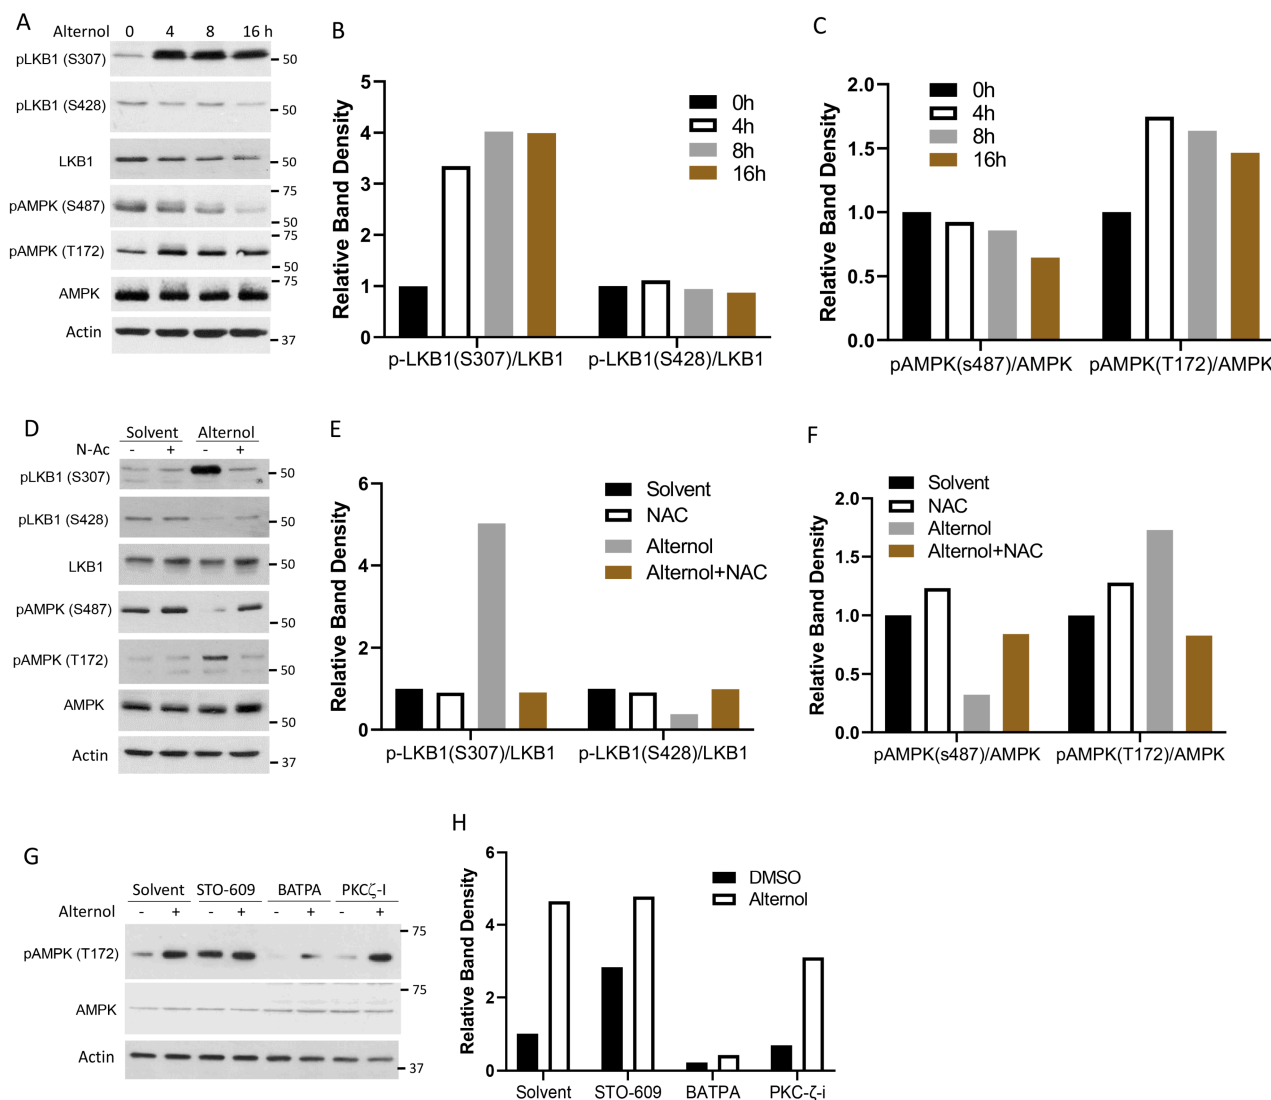 A
Alternol 0 4 8 16 h
pLKB1 (S307)
50
pLKB1 (S428)
50
LKB1
50
pAMPK (S487)
75
50
pAMPK (T172)
75
50
AMPK
75
Actin
37
B
Relative Band Density
5
4
3
2
1
0
0h
4h
8h
16h
p-LKB1(S307)/LKB1 p-LKB1(S428)/LKB1
C
Relative Band Density
2.0
1.5
1.0
0.5
0.0
0h
4h
8h
16h
pAMPK(s487)/AMPK pAMPK(T172)/AMPK
D
Solvent Alternol
N-Ac - + - +
pLKB1 (S307)
50
pLKB1 (S428)
50
LKB1
50
pAMPK (S487)
50
pAMPK (T172)
50
AMPK
50
Actin
37
E
Relative Band Density
6
4
2
0
Solvent
NAC
Alternol
Alternol+NAC
p-LKB1(S307)/LKB1 p-LKB1(S428)/LKB1
F
Relative Band Density
2.0
1.5
1.0
0.5
0.0
Solvent
NAC
Alternol
Alternol+NAC
pAMPK(s487)/AMPK pAMPK(T172)/AMPK
G
Solvent STO-609 BATPA PKCζ-I
Alternol - + - + - + - +
pAMPK (T172)
75
AMPK
75
Actin
37
H
Relative Band Density
6
4
2
0
DMSO
Alternol
Solvent STO-609 BATPA PKC-ζ-i